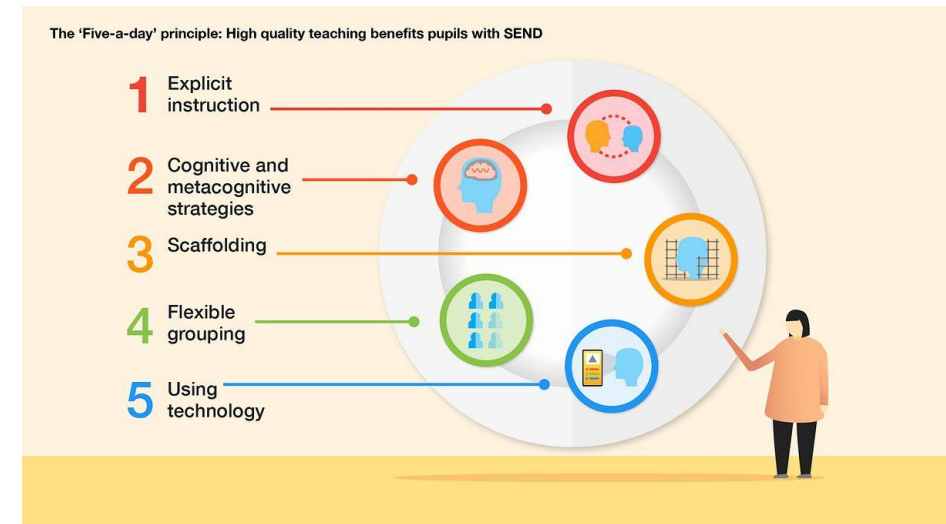 The ‘Five-a-day’ principle: High quality teaching benefits pupils with SEND
1 Explicit
instruction
2 Cognitive and
metacognitive
strategies
3 Scaffolding
4 Flexible
grouping
5 Using
technology